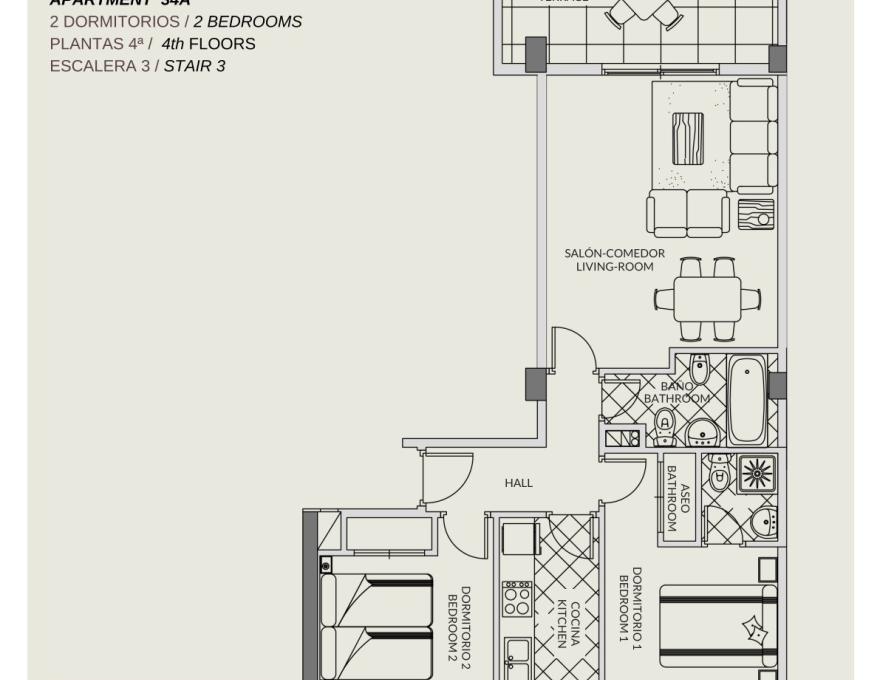 APARTMENT 34A
2 DORMITORIOS / 2 BEDROOMS
PLANTAS 4ª / 4th FLOORS
ESCALERA 3 / STAIR 3
TERRACE
SALÓN-COMEDOR
LIVING-ROOM
BAÑO
BATHROOM
HALL
ASEO
BATHROOM
DORMITORIO 2
BEDROOM 2
COCINA
KITCHEN
DORMITORIO 1
BEDROOM 1